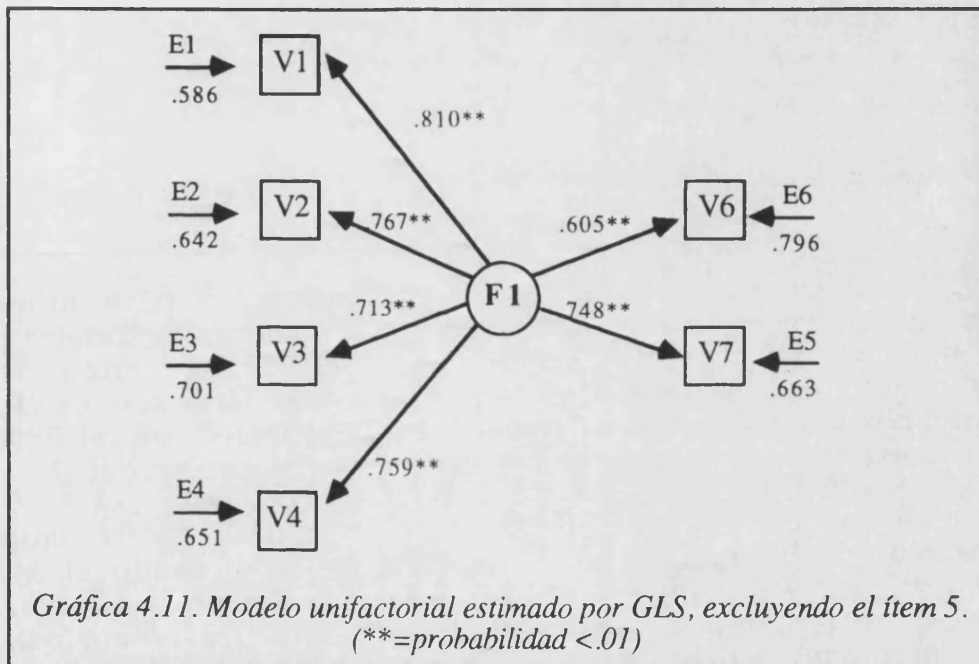 E1
V1
.586
.810**
E2
V2
.642
.767**
.605**
V6
E6
.796
F1
E3
V3
.701
.713**
.748**
V7
E5
.663
.759**
E4
V4
.651
Gráfica 4.11. Modelo unifactorial estimado por GLS, excluyendo el ítem 5.
(**=probabilidad <.01)